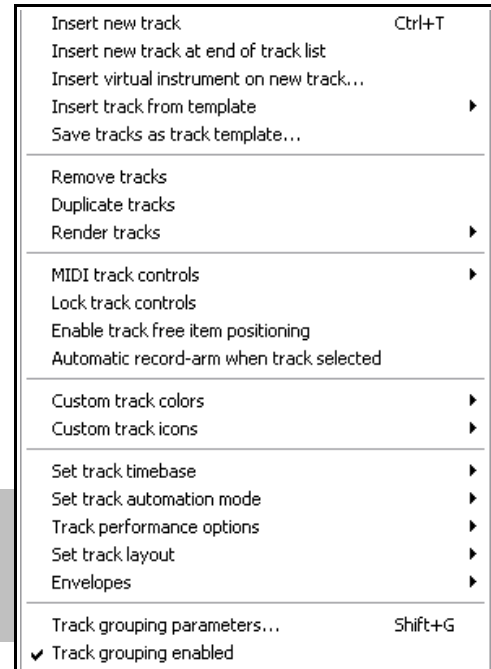 Insert new track Ctrl+T
Insert new track at end of track list
Insert virtual instrument on new track...
Insert track from template
Save tracks as track template...
Remove tracks
Duplicate tracks
Render tracks
MIDI track controls
Lock track controls
Enable track free item positioning
Automatic record-arm when track selected
Custom track colors
Custom track icons
Set track timebase
Set track automation mode
Track performance options
Set track layout
Envelopes
Track grouping parameters... Shift+G
Track grouping enabled